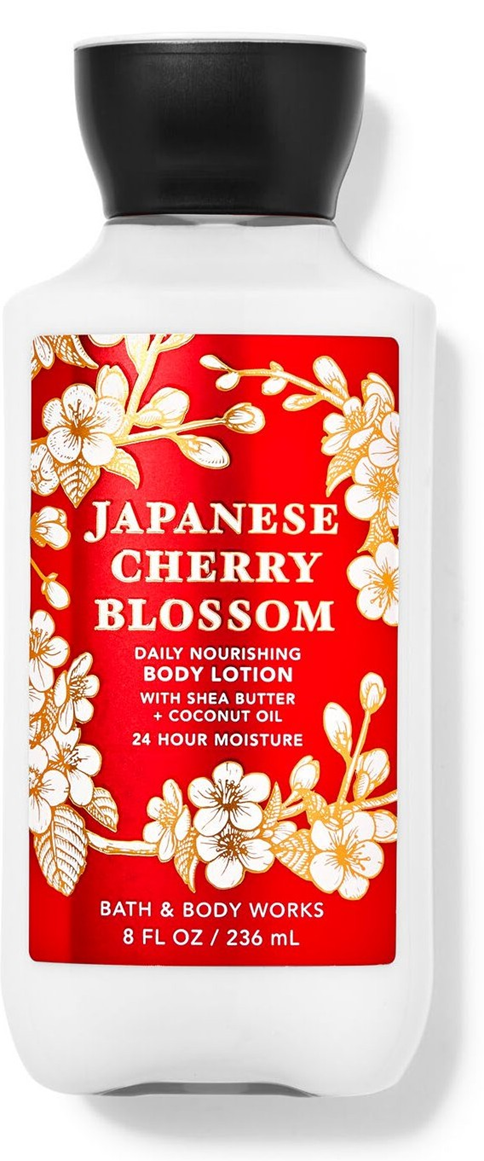 JAPANESE
CHERRY
BLOSSOM
DAILY NOURISHING
BODY LOTION
WITH SHEA BUTTER
+ COCONUT OIL
24 HOUR MOISTURE
BATH & BODY WORKS
8 FL OZ / 236 mL